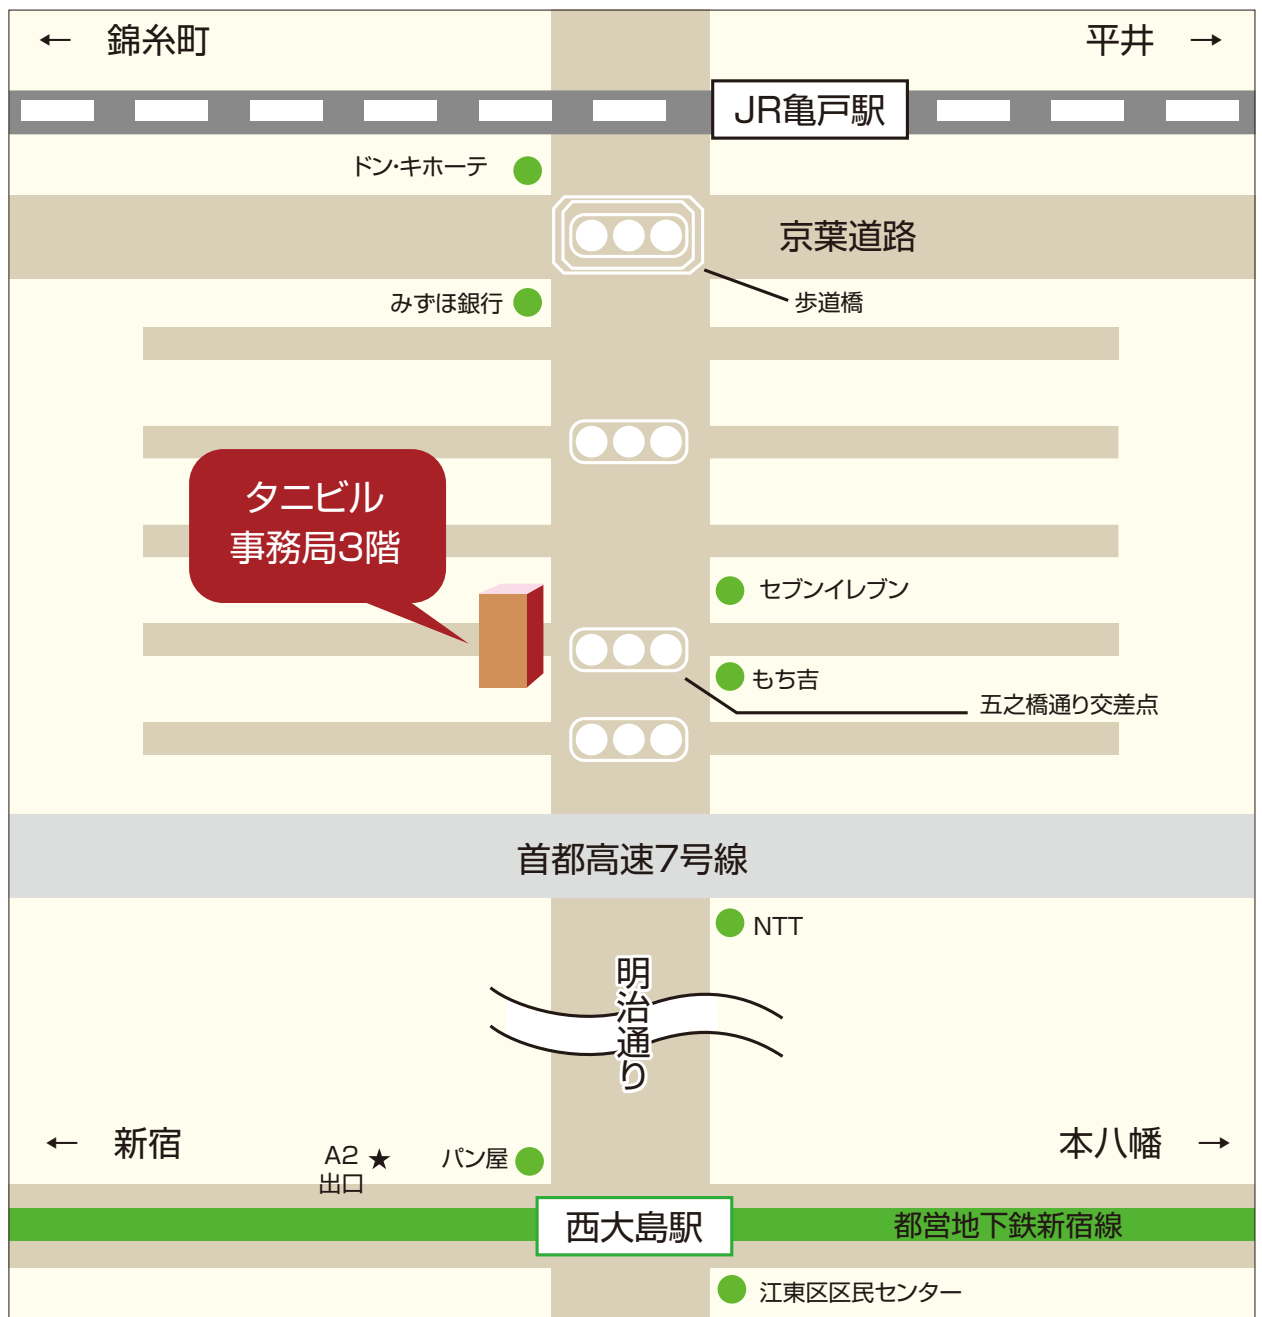 ← 錦糸町
平井 →
JR亀戸駅
ドン・キホーテ
京葉道路
みずほ銀行
歩道橋
タニビル
事務局3階
セブンイレブン
もち吉
五之橋通り交差点
首都高速7号線
NTT
明治通り
← 新宿
本八幡 →
A2
出口
★
パン屋
西大島駅
都営地下鉄新宿線
江東区区民センター